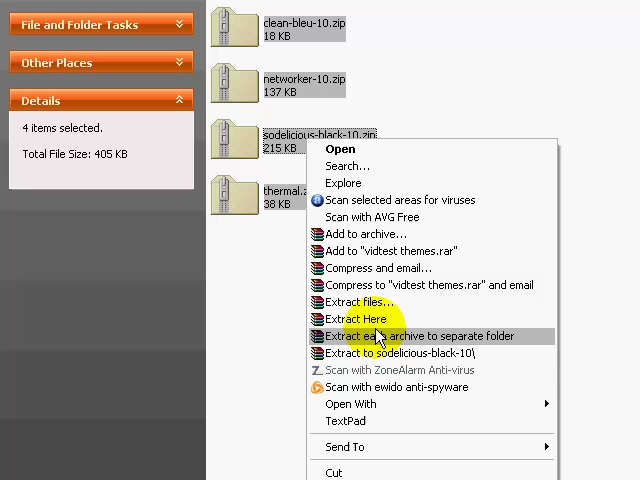 File and Folder Tasks
Other Places
Details
4 items selected.
Total File Size: 405 KB
clean-bleu-10.zip
18 KB
networker-10.zip
137 KB
sodelicious-black-10.zip
215 KB
thermal.z
38 KB
Open
Search...
Explore
Scan selected areas for viruses
Scan with AVG Free
Add to archive...
Add to "vidtest themes.rar"
Compress and email...
Compress to "vidtest themes.rar" and email
Extract files...
Extract Here
Extract each archive to separate folder
Extract to sodelicious-black-10\
Scan with ZoneAlarm Anti-virus
Scan with ewido anti-spyware
Open With
TextPad
Send To
Cut